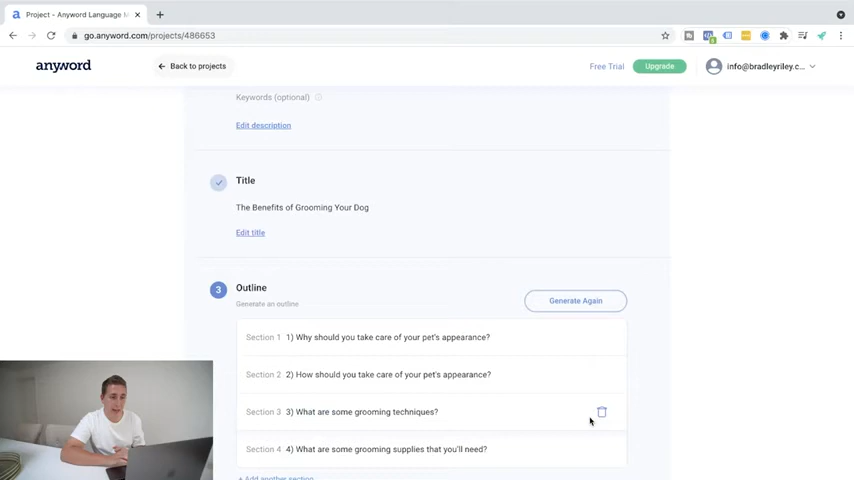 Project - Anyword Language M
go.anyword.com/projects/486653
anyword
Back to projects
Free Trial
Upgrade
info@bradleyriley.c...
Keywords (optional)
Edit description
Title
The Benefits of Grooming Your Dog
Edit title
3
Outline
Generate an outline
Generate Again
Section 1 1) Why should you take care of your pet's appearance?
Section 2 2) How should you take care of your pet's appearance?
Section 3 3) What are some grooming techniques?
Section 4 4) What are some grooming supplies that you'll need?
+ Add another section